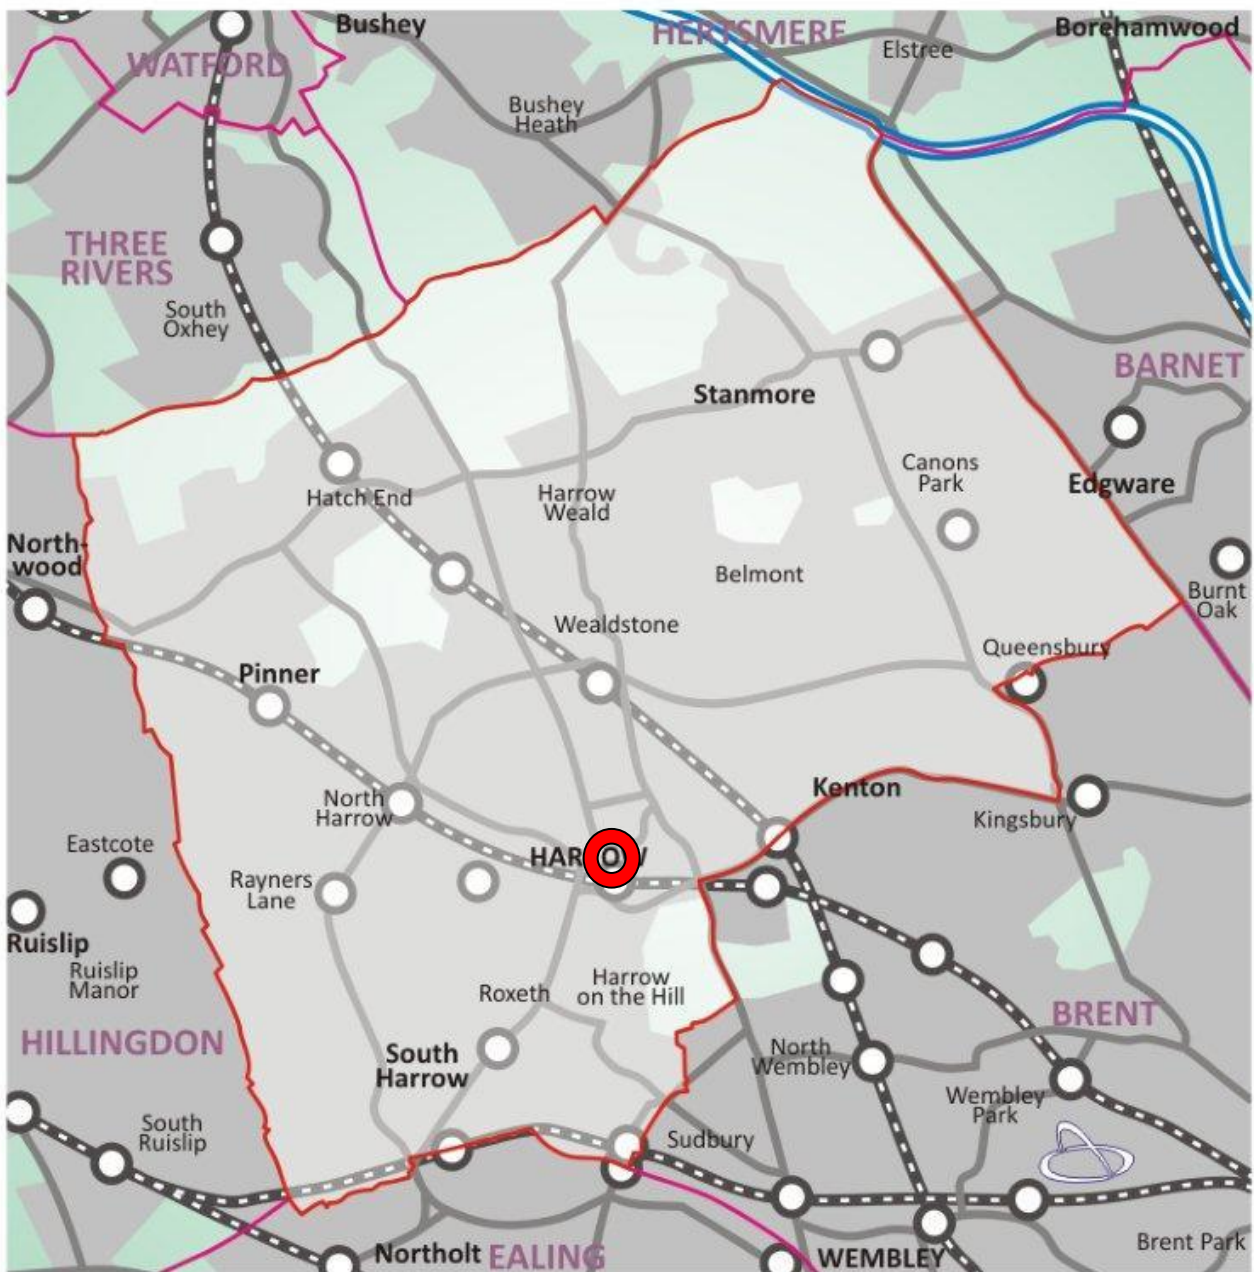 Bushey
HERTSMERE
Borehamwood
Elstree
WATFORD
Bushey
Heath
THREE
RIVERS
South
Oxhey
BARNET
Stanmore
Canons
Park
Edgware
Hatch End
Harrow
Weald
North-
wood
Belmont
Burnt
Oak
Wealdstone
Queensbury
Pinner
North
Harrow
Kenton
Kingsbury
Eastcote
HARROW
Rayners
Lane
Ruislip
Ruislip
Manor
Roxeth
Harrow
on the Hill
BRENT
HILLINGDON
South
Harrow
North
Wembley
Wembley
Park
South
Ruislip
Sudbury
Northolt
EALING
WEMBLEY
Brent Park